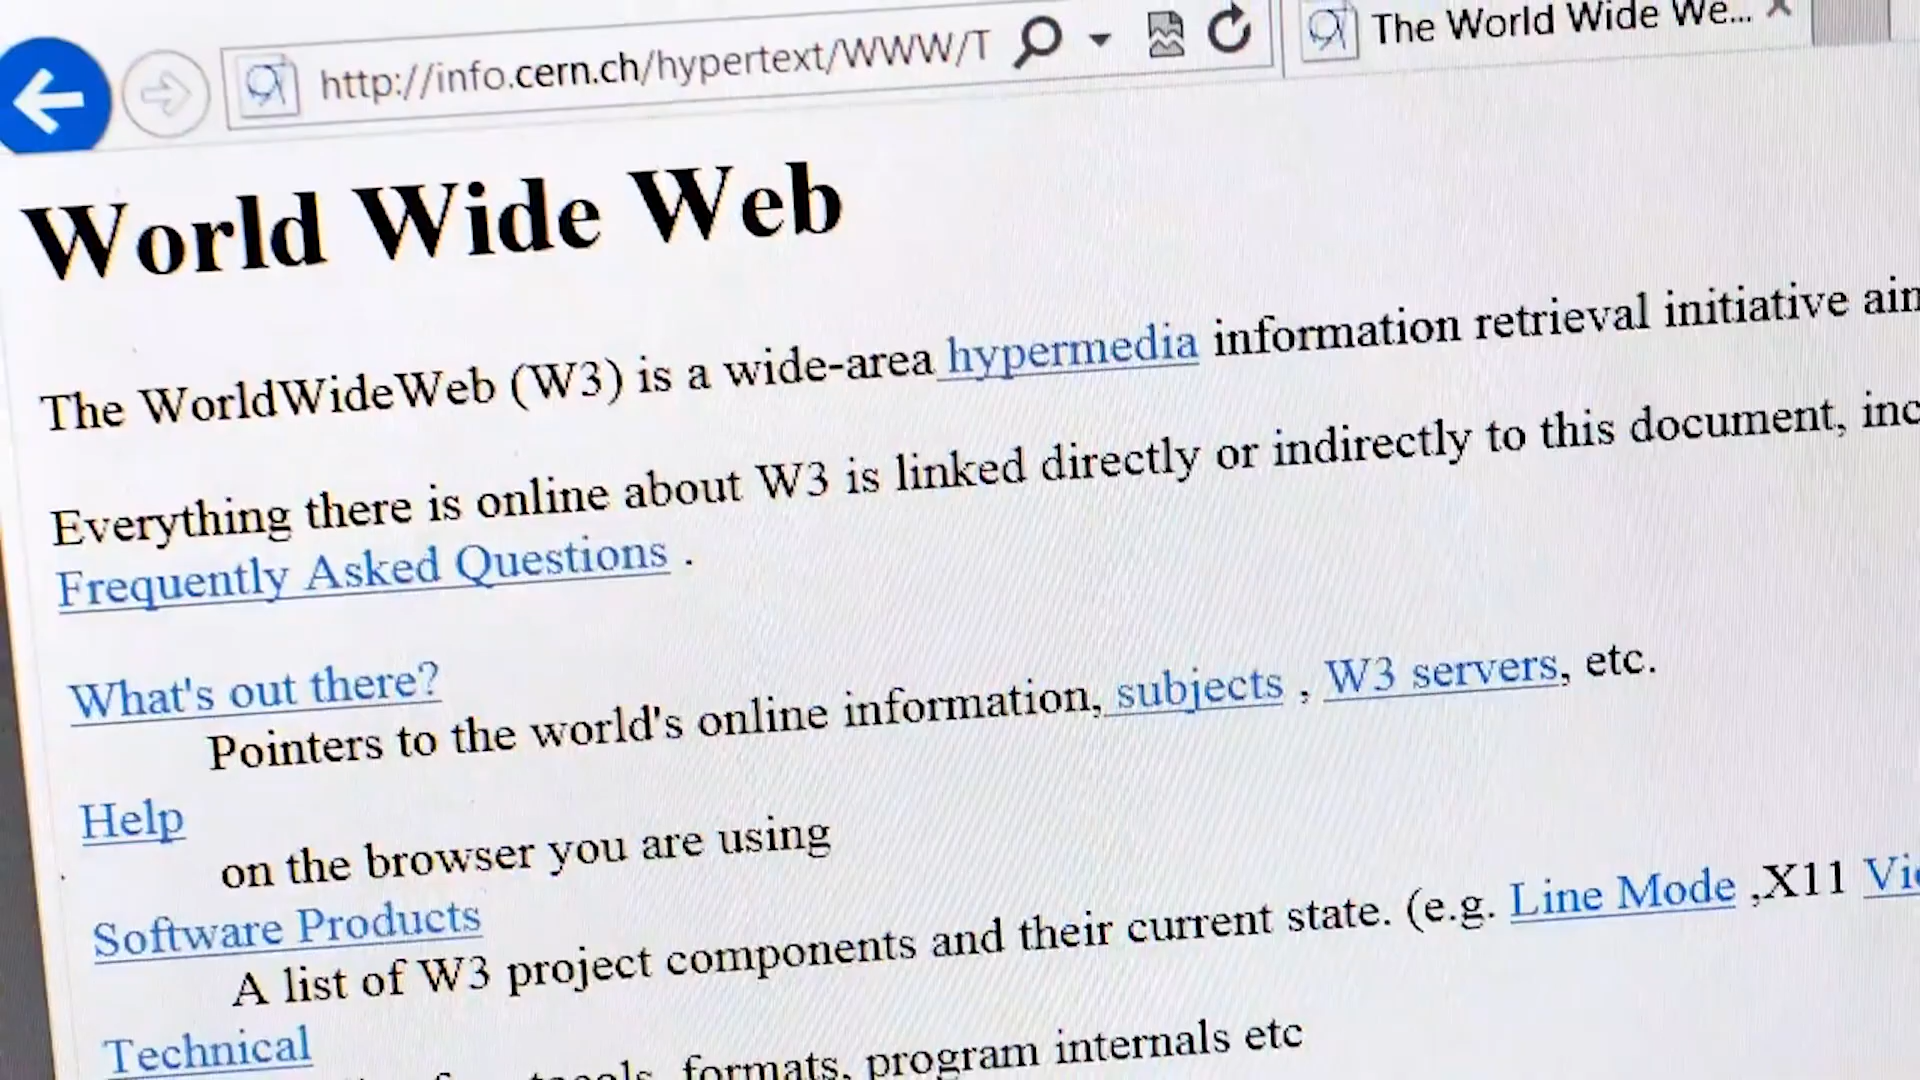 http://info.cern.ch/hypertext/WWW/T
The World Wide We...
World Wide Web
The WorldWideWeb (W3) is a wide-area hypermedia information retrieval initiative
Everything there is online about W3 is linked directly or indirectly to this document,
Frequently Asked Questions .
What's out there?
Pointers to the world's online information, subjects , W3 servers, etc.
Help
on the browser you are using
Software Products
A list of W3 project components and their current state. (e.g. Line Mode ,X11
Technical
formats, program internals etc